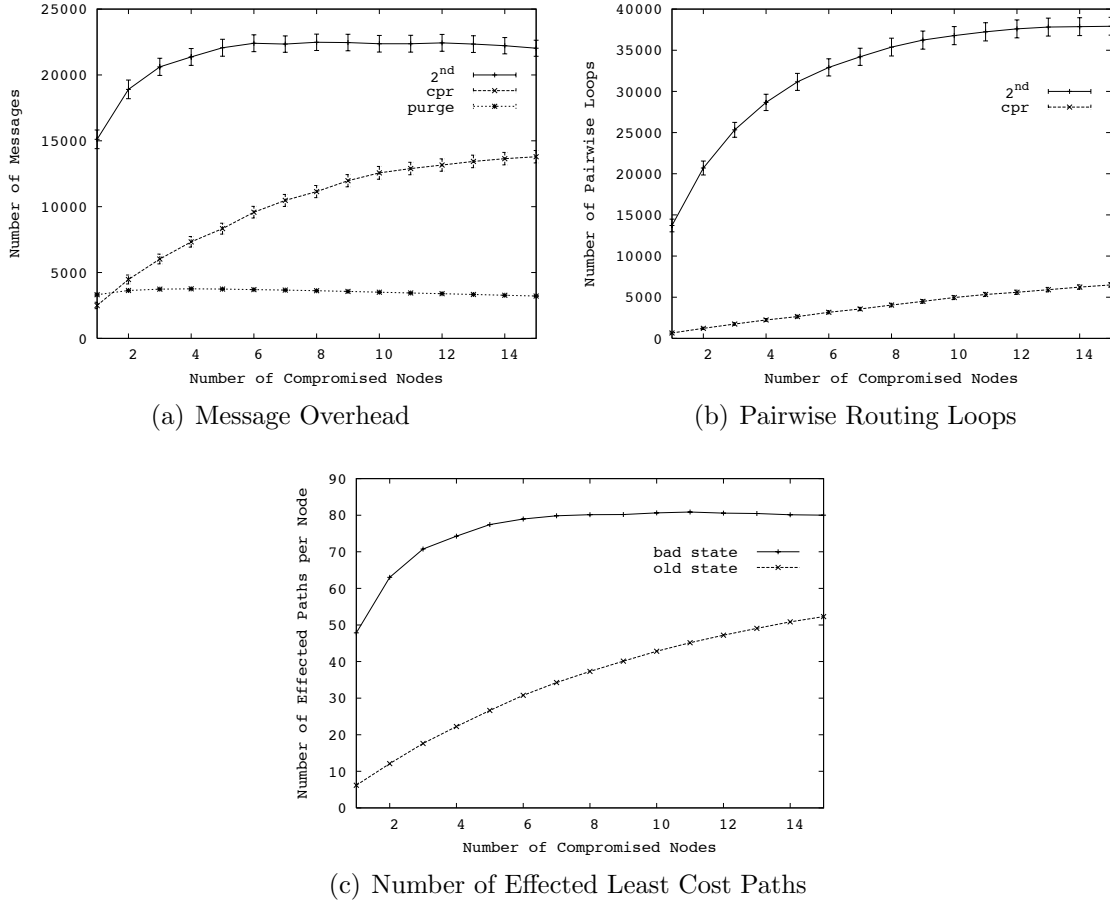 25000
20000
15000
10000
5000
0
2
4
6
8
10
12
14
Number of Messages
Number of Compromised Nodes
2nd
cpr
purge
(a) Message Overhead
40000
35000
30000
25000
20000
15000
10000
5000
0
2
4
6
8
10
12
14
Number of Pairwise Loops
Number of Compromised Nodes
2nd
cpr
(b) Pairwise Routing Loops
90
80
70
60
50
40
30
20
10
0
2
4
6
8
10
12
14
Number of Effected Paths per Node
Number of Compromised Nodes
bad state
old state
(c) Number of Effected Least Cost Paths